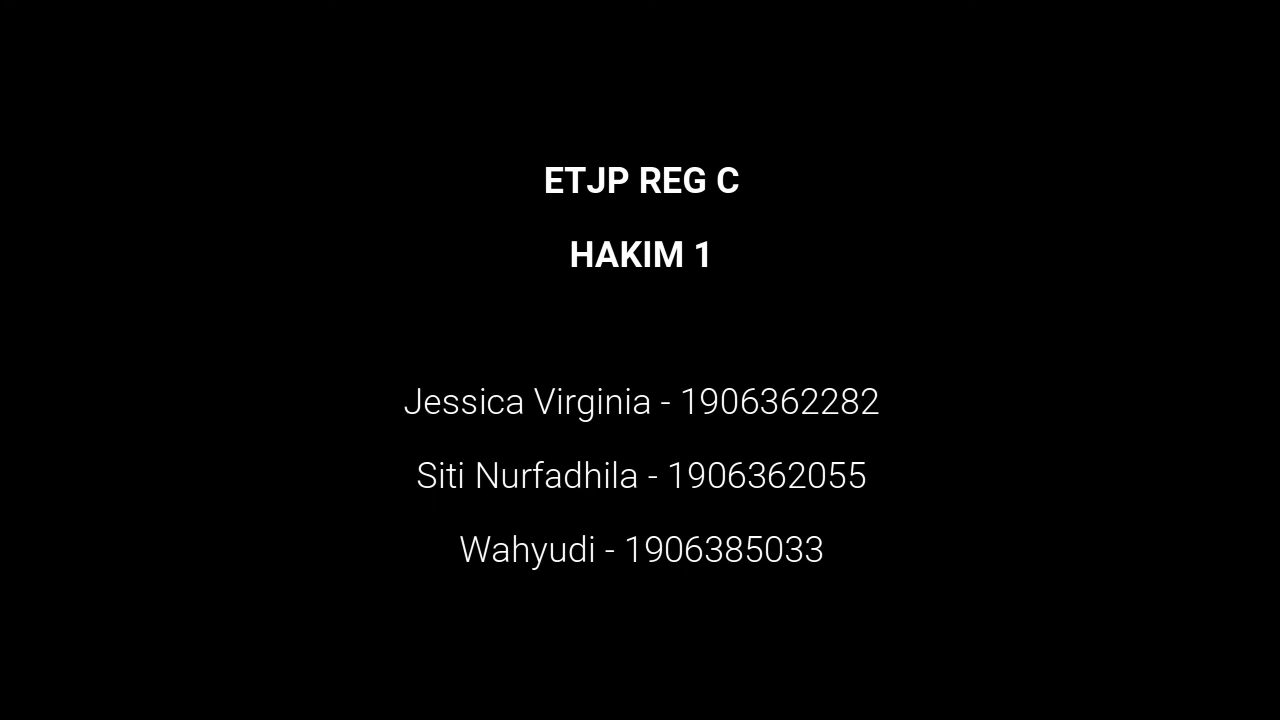 ETJP REG C
HAKIM 1
Jessica Virginia - 1906362282
Siti Nurfadhila - 1906362055
Wahyudi - 1906385033